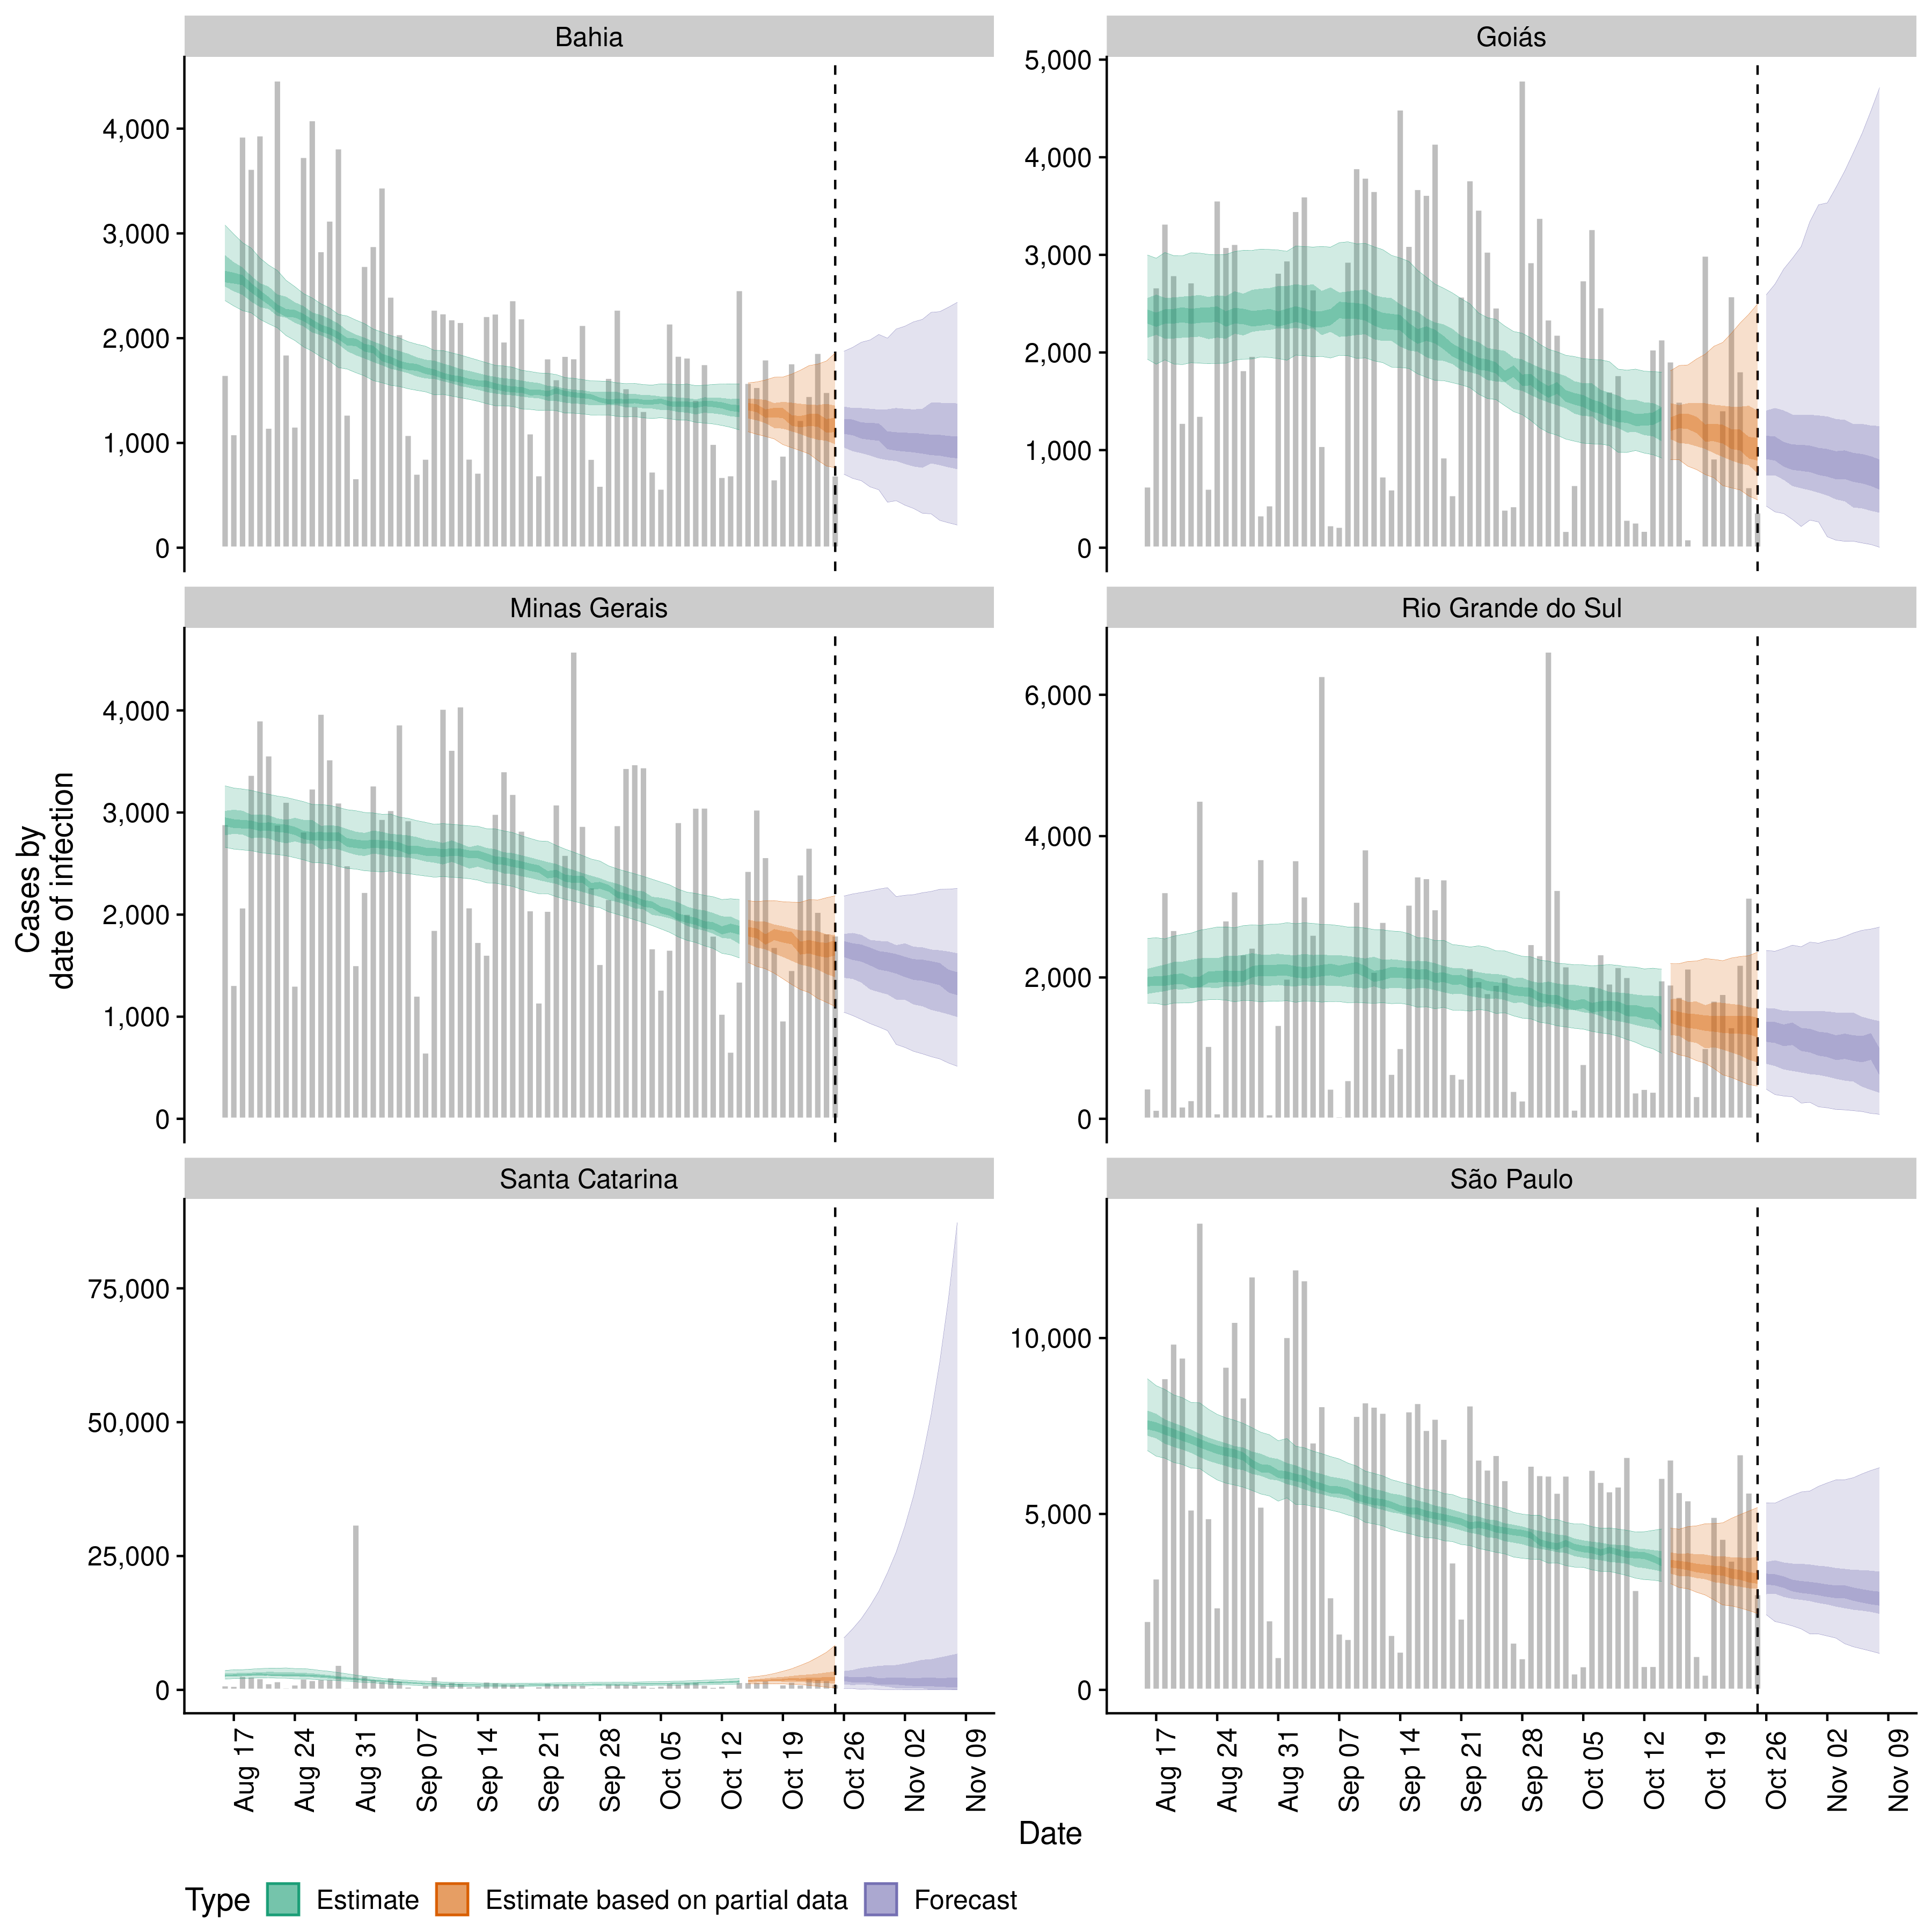 Bahia
Goiás
4,000
3,000
2,000
1,000
0
5,000
4,000
3,000
2,000
1,000
0
Minas Gerais
Rio Grande do Sul
4,000
3,000
2,000
1,000
0
6,000
4,000
2,000
0
Santa Catarina
São Paulo
75,000
50,000
25,000
0
10,000
5,000
0
Cases by
date of infection
Aug 17
Aug 24
Aug 31
Sep 07
Sep 14
Sep 21
Sep 28
Oct 05
Oct 12
Oct 19
Oct 26
Nov 02
Nov 09
Aug 17
Aug 24
Aug 31
Sep 07
Sep 14
Sep 21
Sep 28
Oct 05
Oct 12
Oct 19
Oct 26
Nov 02
Nov 09
Date
Type Estimate Estimate based on partial data Forecast